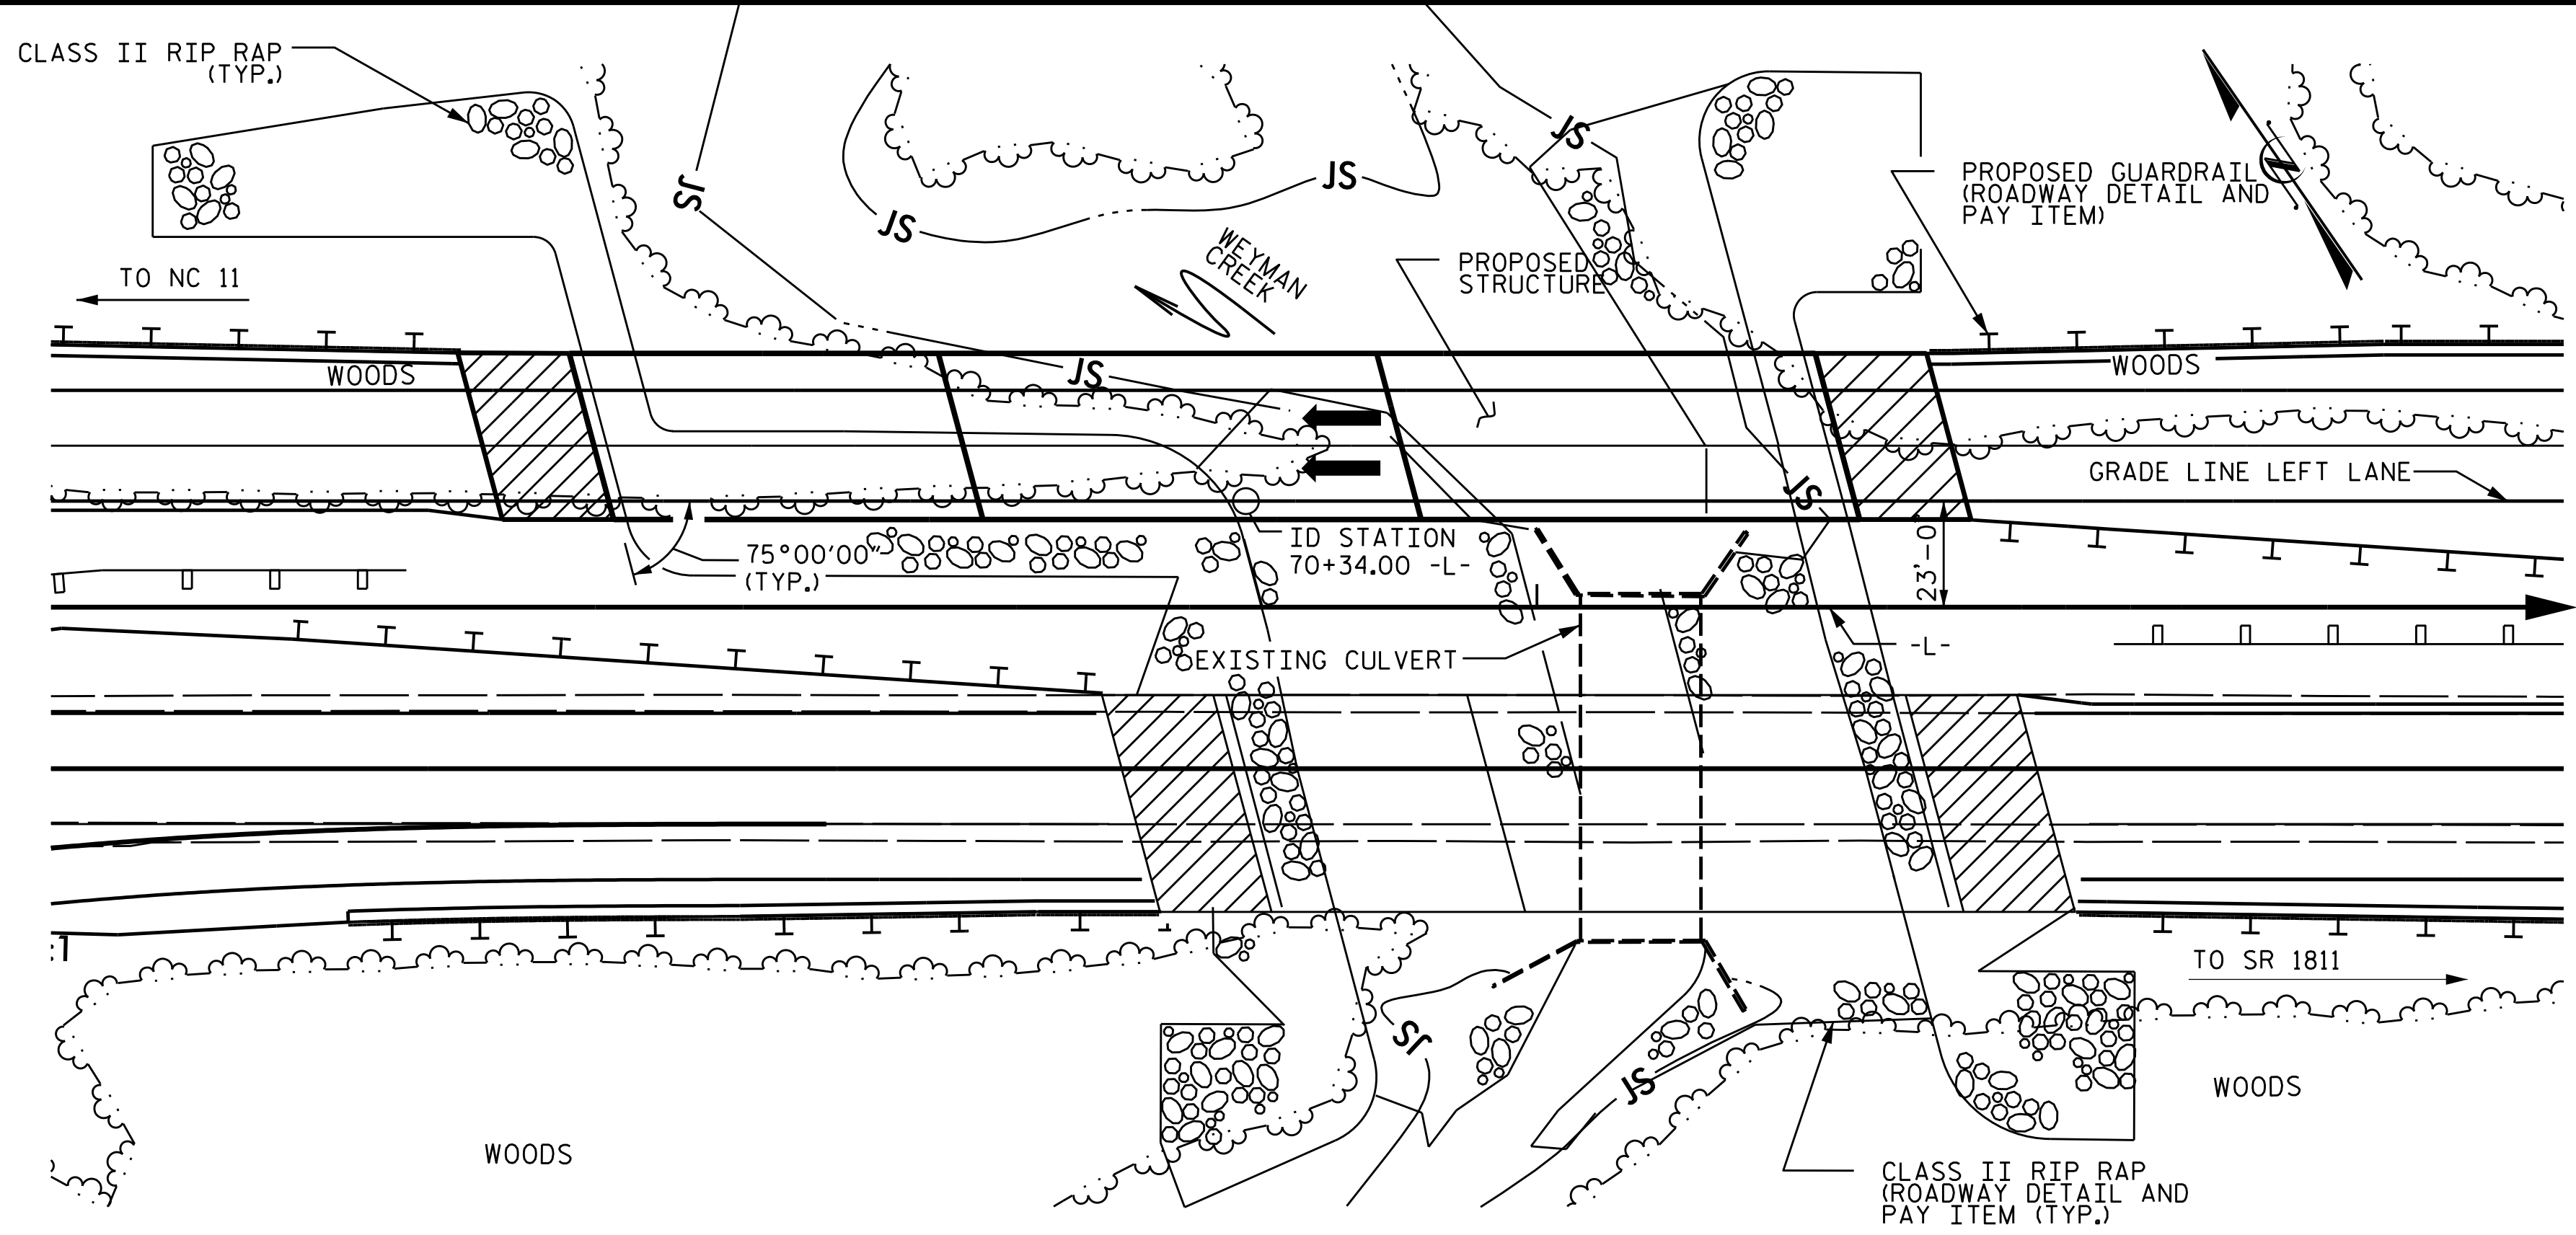 CLASS II RIP RAP
(TYP.)
TO NC 11
WOODS
JS
JS
JS
JS
JS
WEYMAN
CREEK
PROPOSED
STRUCTURE
PROPOSED GUARDRAIL
(ROADWAY DETAIL AND
PAY ITEM)
N
WOODS
GRADE LINE LEFT LANE
JS
75°00'00"
(TYP.)
ID STATION
70+34.00 -L-
23'-0
EXISTING CULVERT
-L-
TO SR 1811
JS
JS
WOODS
WOODS
CLASS II RIP RAP
(ROADWAY DETAIL AND
PAY ITEM (TYP.)